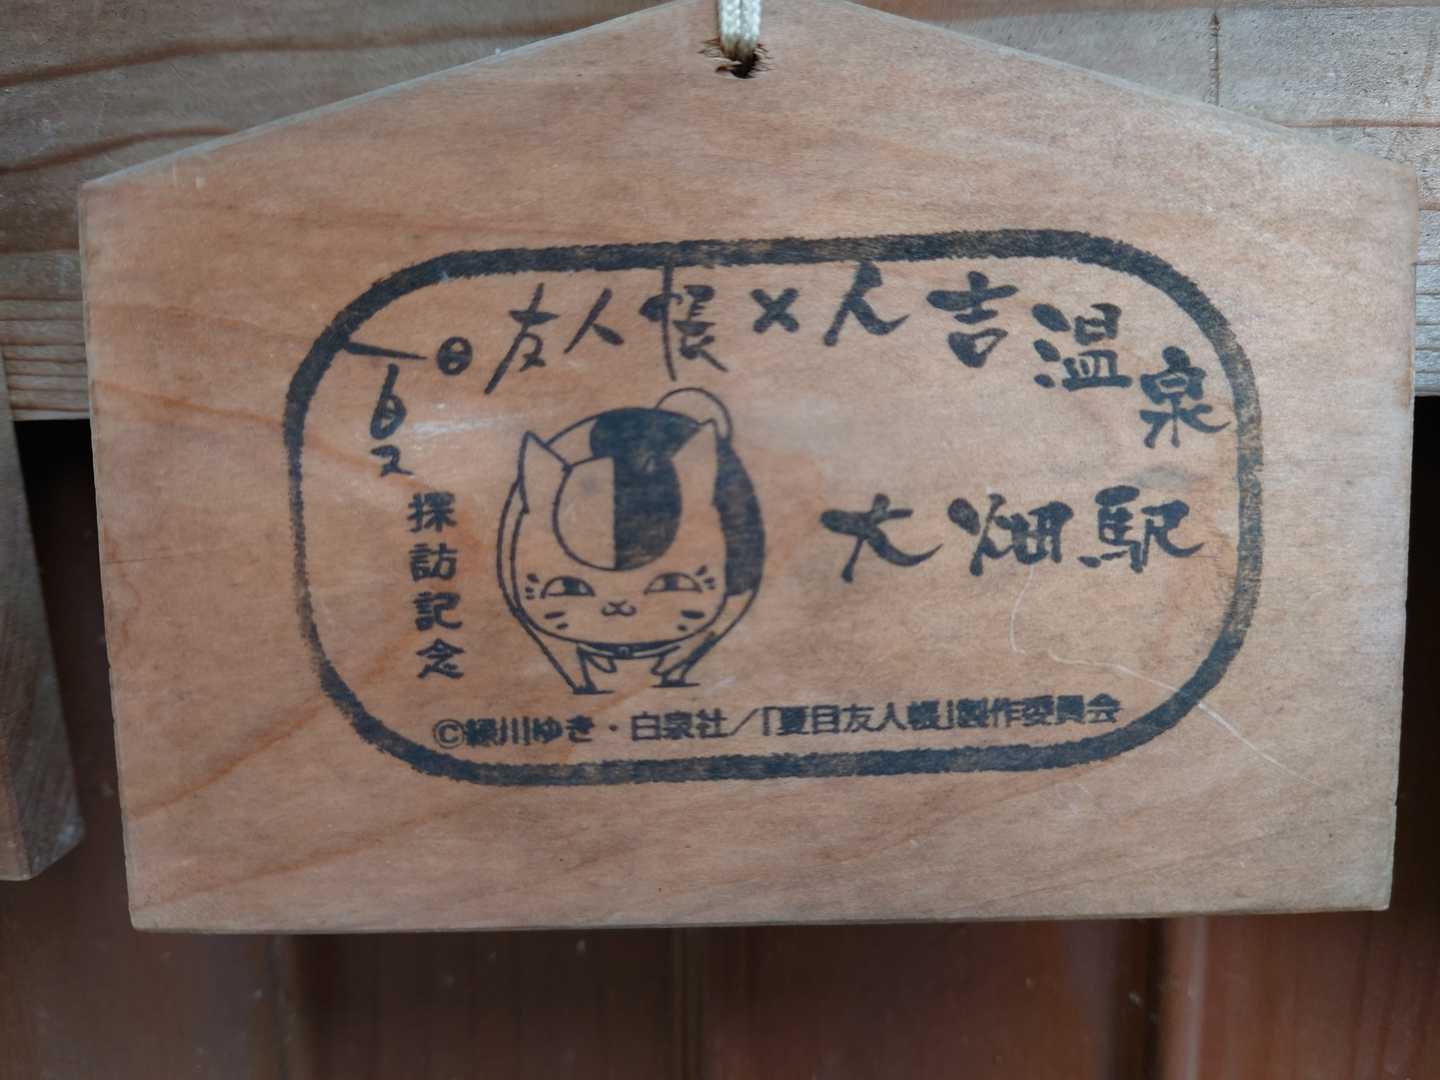 夏目友人帳×人吉温泉
大畑駅
探訪記念
©緑川ゆき・白泉社／「夏目友人帳」製作委員会